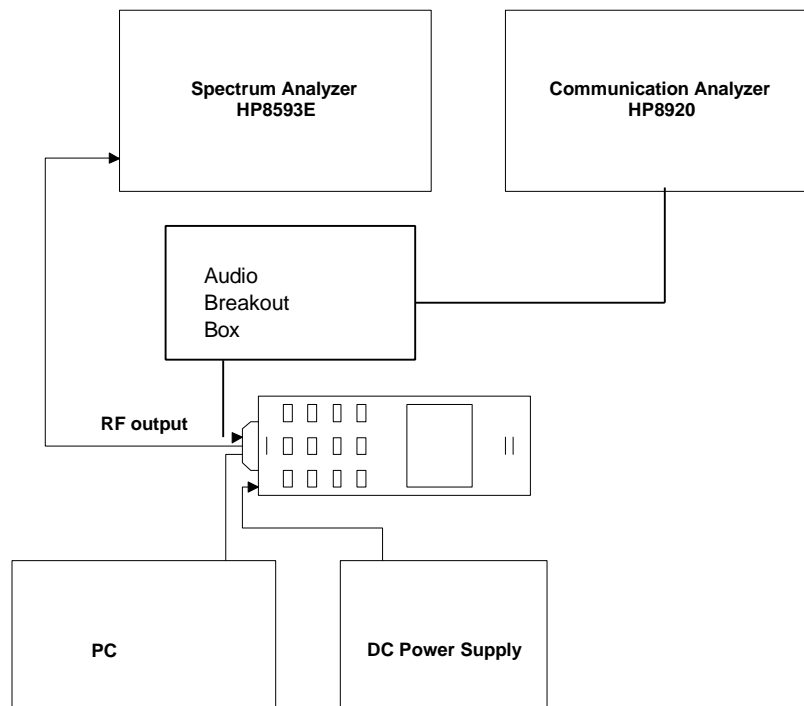 Spectrum Analyzer
HP8593E
Communication Analyzer
HP8920
Audio
Breakout
Box
RF output
PC
DC Power Supply